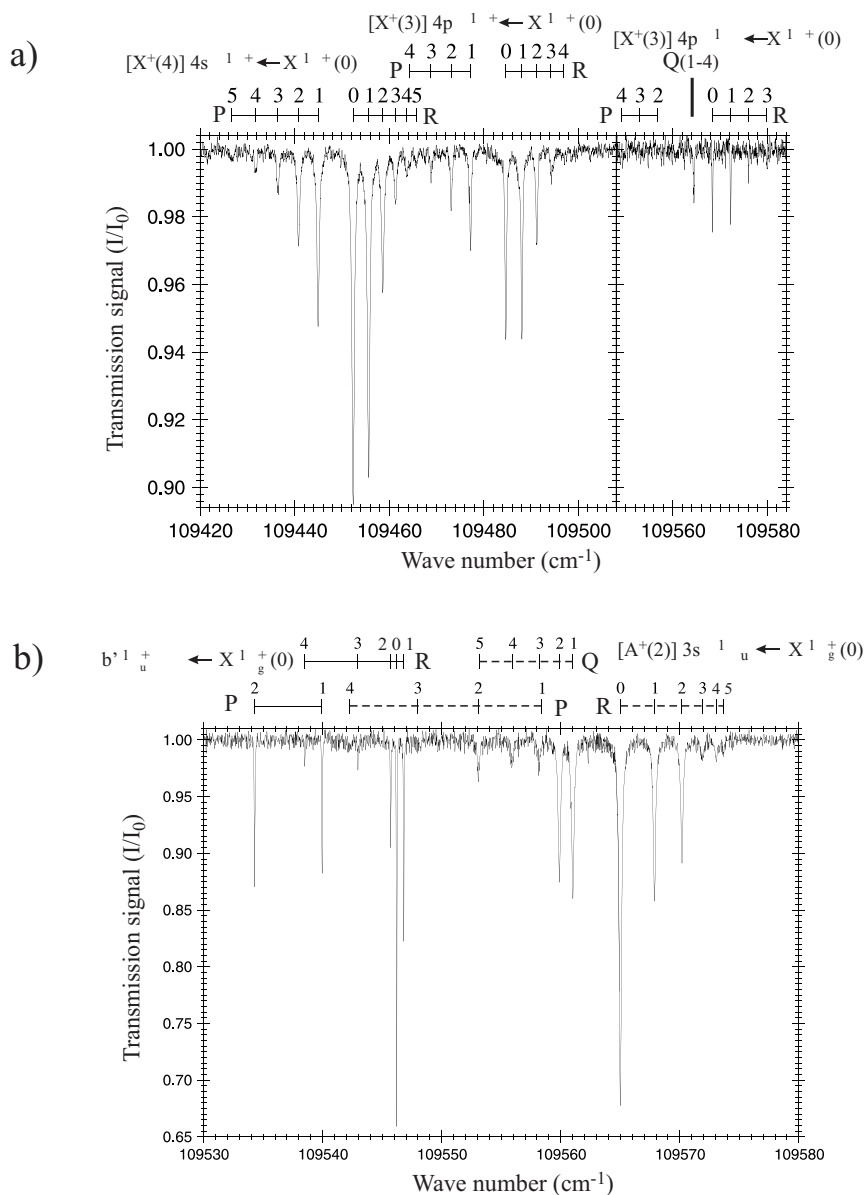 a)
[X+(3)] 4p 1 + ← X 1 + (0)
[X+(4)] 4s 1 + ← X 1 + (0)
[X+(3)] 4p 1 ← X 1 + (0)
Q(1-4)
4 3 2 1 0 1 2 3 4
P R
5 4 3 2 1 0 1 2 3 4 5 4 3 2 0 1 2 3
P R P R
1.00
0.98
0.96
0.94
0.92
0.90
Transmission signal (I/I0)
109420 109440 109460 109480 109500 109560 109580
Wave number (cm-1)
b)
b' 1 + u ← X 1 + g (0)
4 3 2 0 1 R
5 4 3 2 1 Q
[A+(2)] 3s 1 u ← X 1 + g (0)
P 2 1 4 3 2 1 P R 0 1 2 3 4 5
1.00
0.95
0.90
0.85
0.80
0.75
0.70
0.65
Transmission signal (I/I0)
109530 109540 109550 109560 109570 109580
Wave number (cm-1)